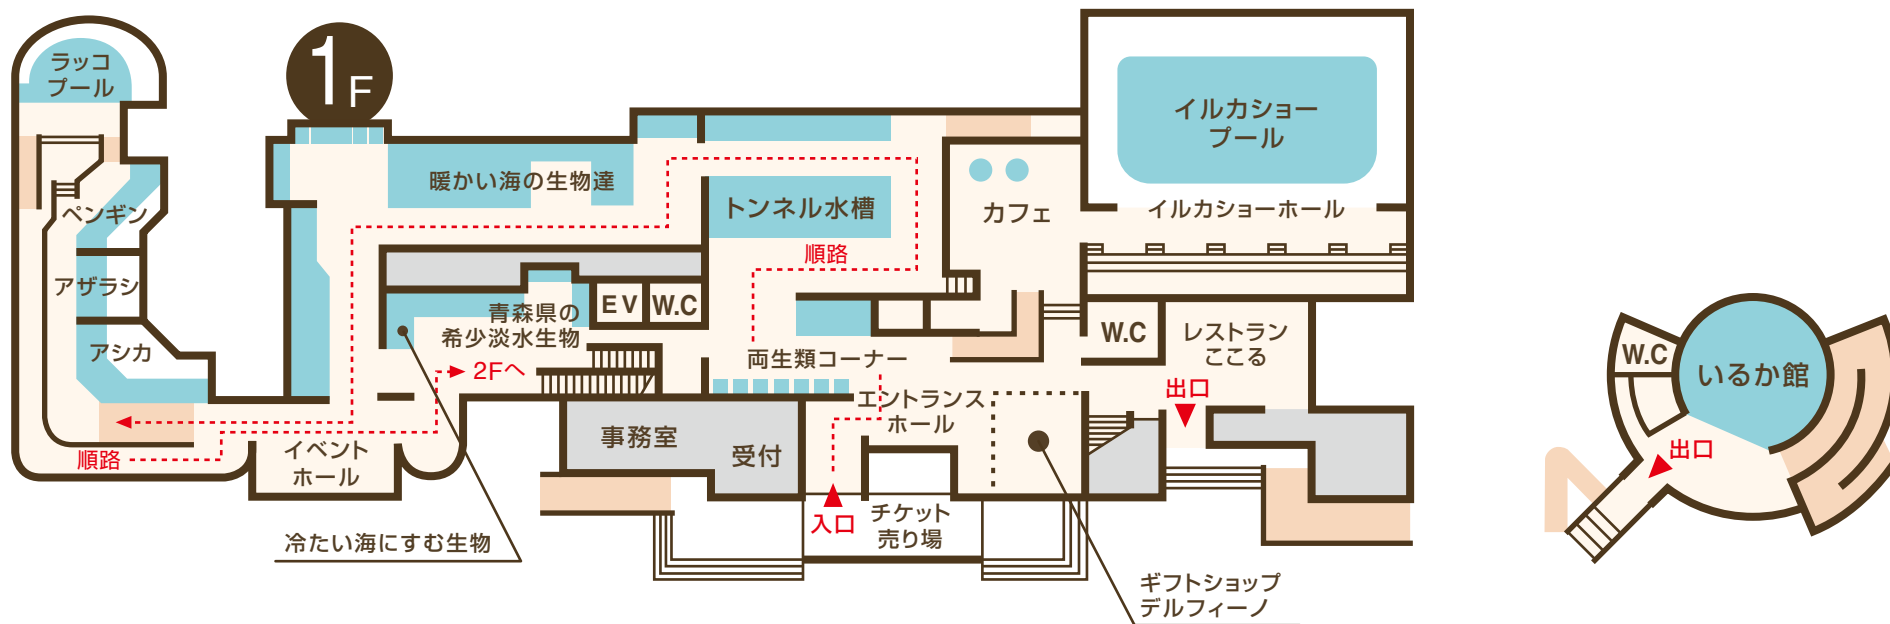 1F
ラッコ
プール
ペンギン
アザラシ
アシカ
順路
イベント
ホール
冷たい海にすむ生物
暖かい海の生物達
青森県の
希少淡水生物
2Fへ
EV
W.C
トンネル水槽
順路
両生類コーナー
カフェ
イルカショー
プール
イルカショーホール
W.C
レストラン
ここる
出口
エントランス
ホール
事務室
受付
入口
チケット
売り場
ギフトショップ
デルフィーノ
W.C
いるか館
出口